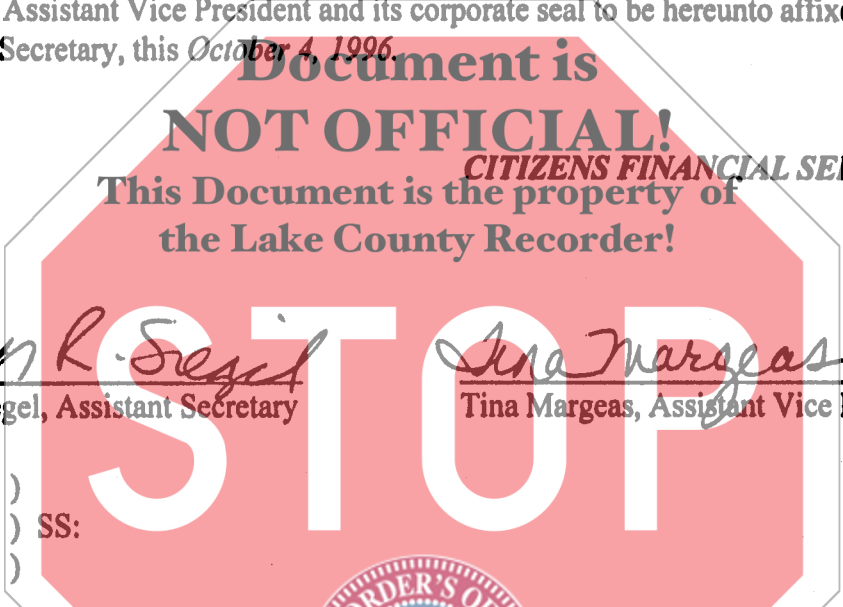 Assistant Vice President and its corporate seal to be hereunto affix
Secretary, this October 4, 1996.
Document is
NOT OFFICIAL!
CITIZENS FINANCIAL SE
This Document is the property of
the Lake County Recorder!
STOP
R. Siegel Tina Margeas
gel, Assistant Secretary Tina Margeas, Assistant Vice
)
) SS:
)
ORDER'S O